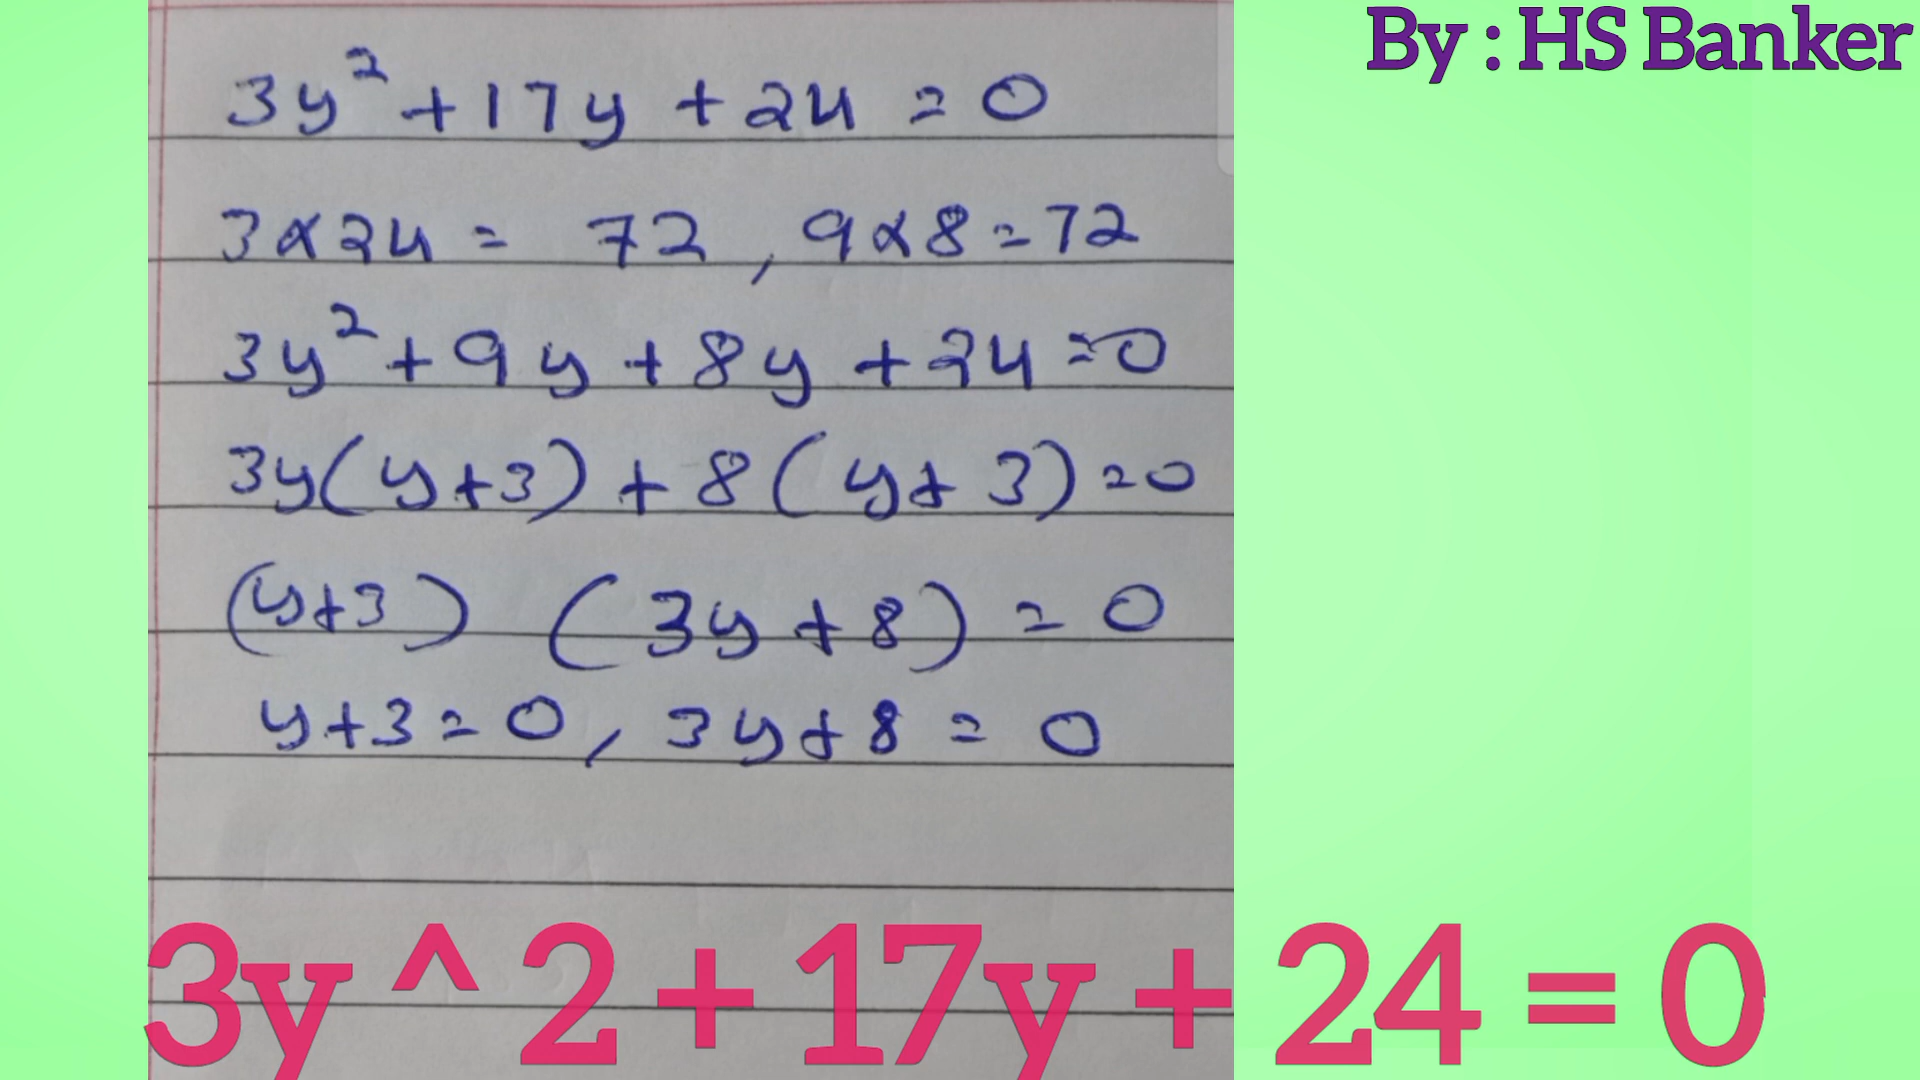 By : HS Banker
3y² + 17y + 24 = 0
3 × 24 = 72, 9 × 8 = 72
3y² + 9y + 8y + 24 = 0
3y(y+3) + 8(y+3) = 0
(y+3) (3y+8) = 0
y+3 = 0, 3y+8 = 0
3y ^ 2 + 17y + 24 = 0